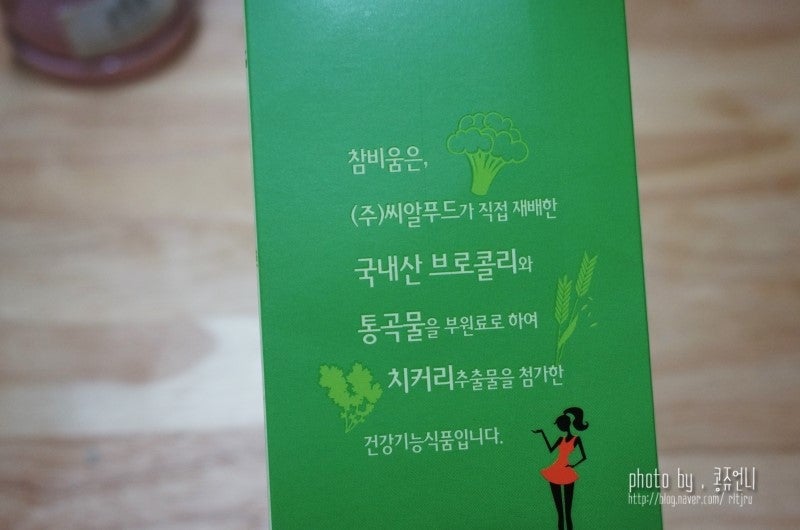 참비움은,
(주)씨알푸드가 직접 재배한
국내산 브로콜리와
통곡물을 부원료로 하여
치커리추출물을 첨가한
건강기능식품입니다.
photo by . 콩쥬언니
http://blog.naver.com/ rltjru